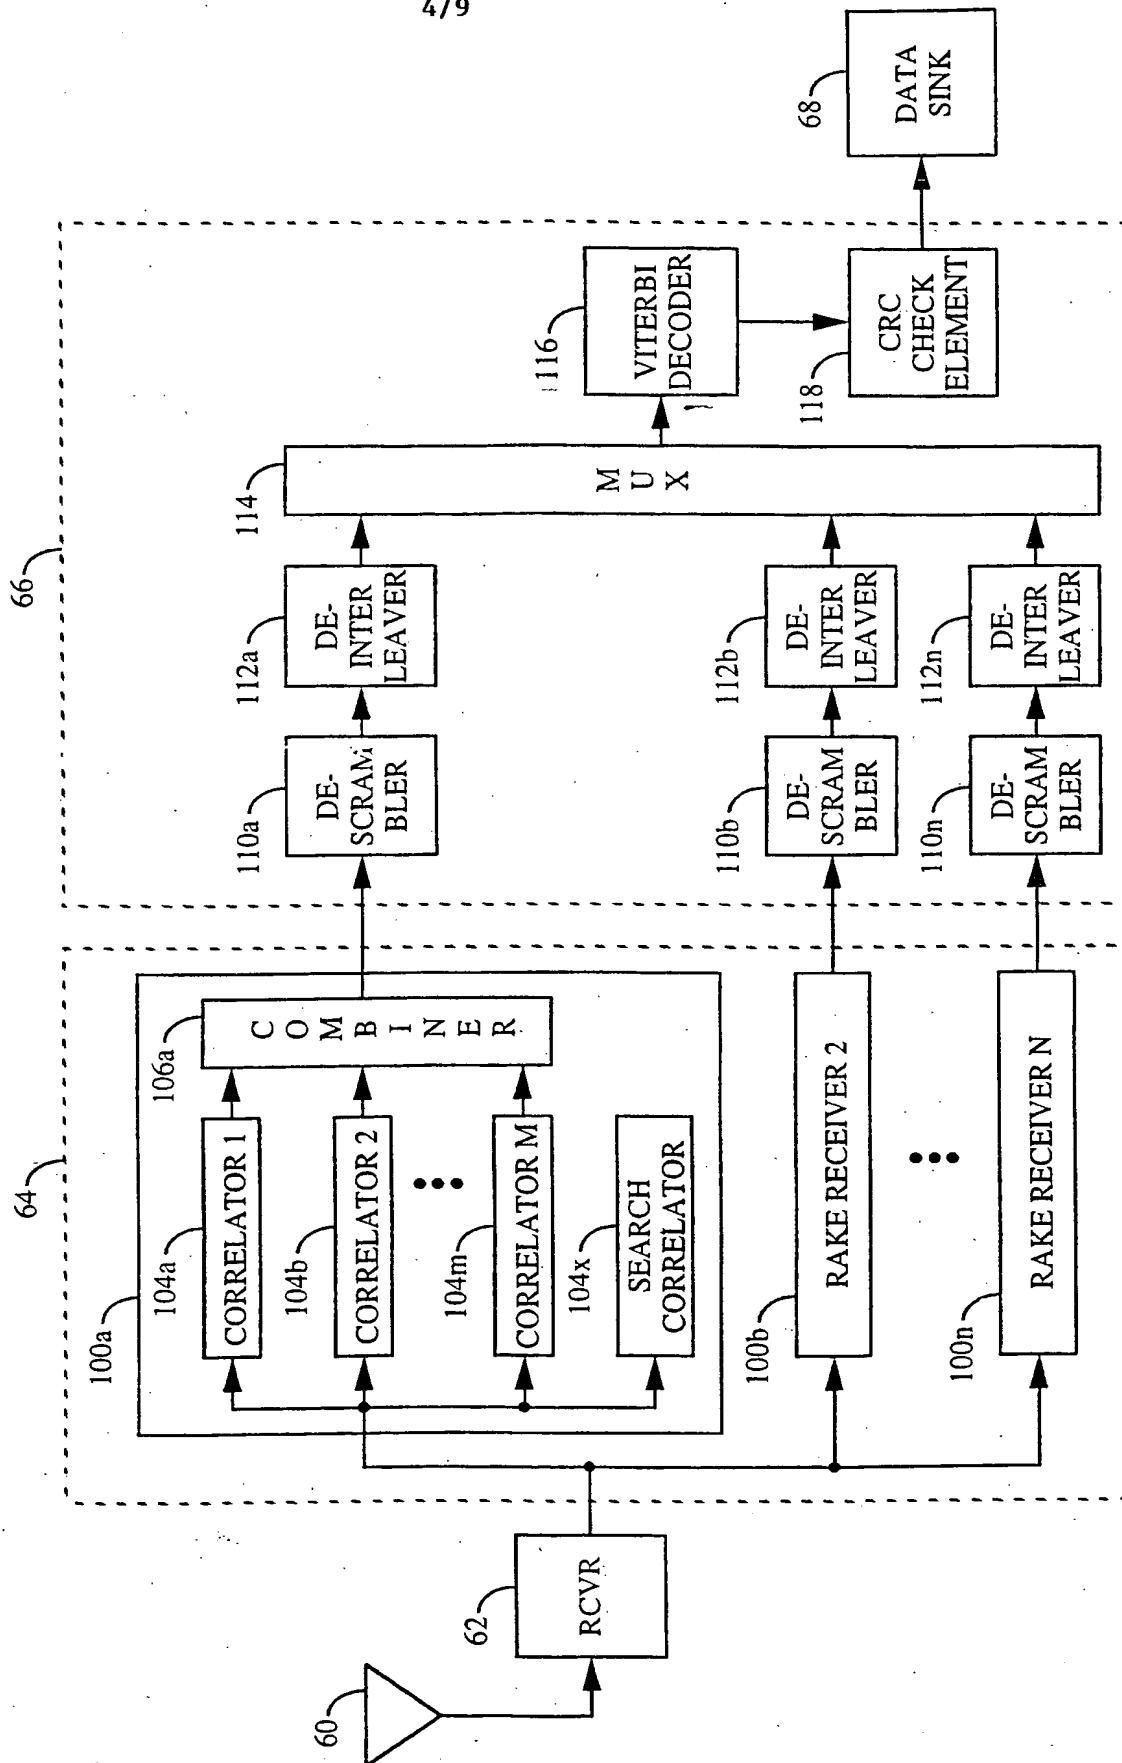 4/9
60
62
RCVR
64
100a
104a
CORRELATOR 1
104b
CORRELATOR 2
104m
CORRELATOR M
104x
SEARCH
CORRELATOR
106a
COMBINER
100b
RAKE RECEIVER 2
100n
RAKE RECEIVER N
66
110a
DE-
SCRAM
BLER
112a
DE-
INTER
LEAVER
110b
DE-
SCRAM
BLER
112b
DE-
INTER
LEAVER
110n
DE-
SCRAM
BLER
112n
DE-
INTER
LEAVER
114
MUX
116
VITERBI
DECODER
118
CRC
CHECK
ELEMENT
68
DATA
SINK